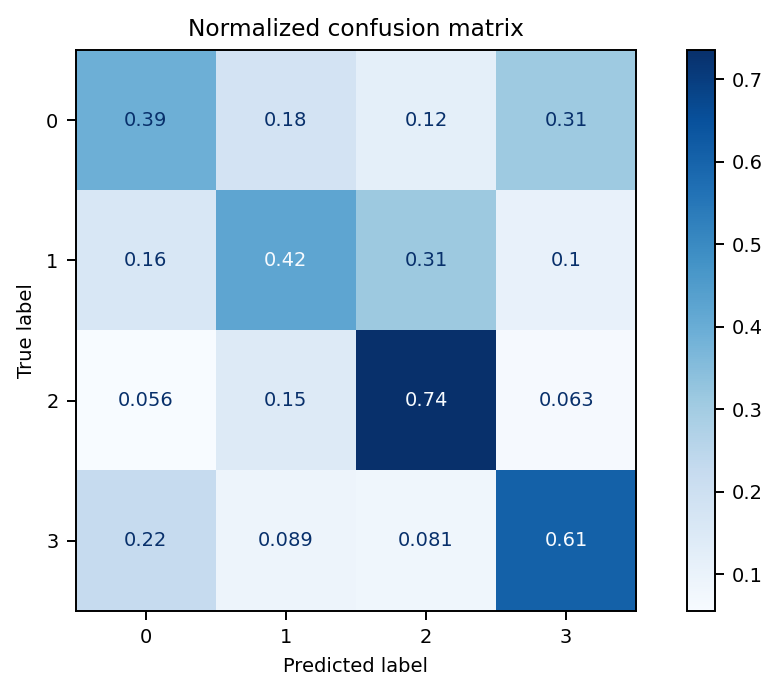 Normalized confusion matrix
0 0.39 0.18 0.12 0.31
1 0.16 0.42 0.31 0.1
2 0.056 0.15 0.74 0.063
3 0.22 0.089 0.081 0.61
0 1 2 3
Predicted label
True label
0.7
0.6
0.5
0.4
0.3
0.2
0.1